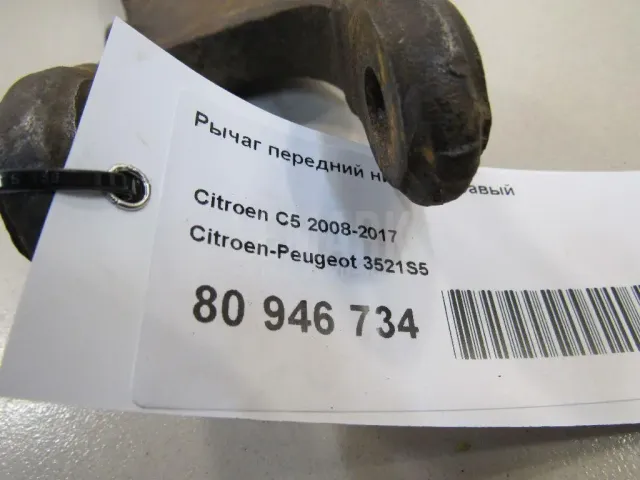 Рычаг передний
Citroen C5 2008-2017
Citroen-Peugeot 3521S5
80 946 734